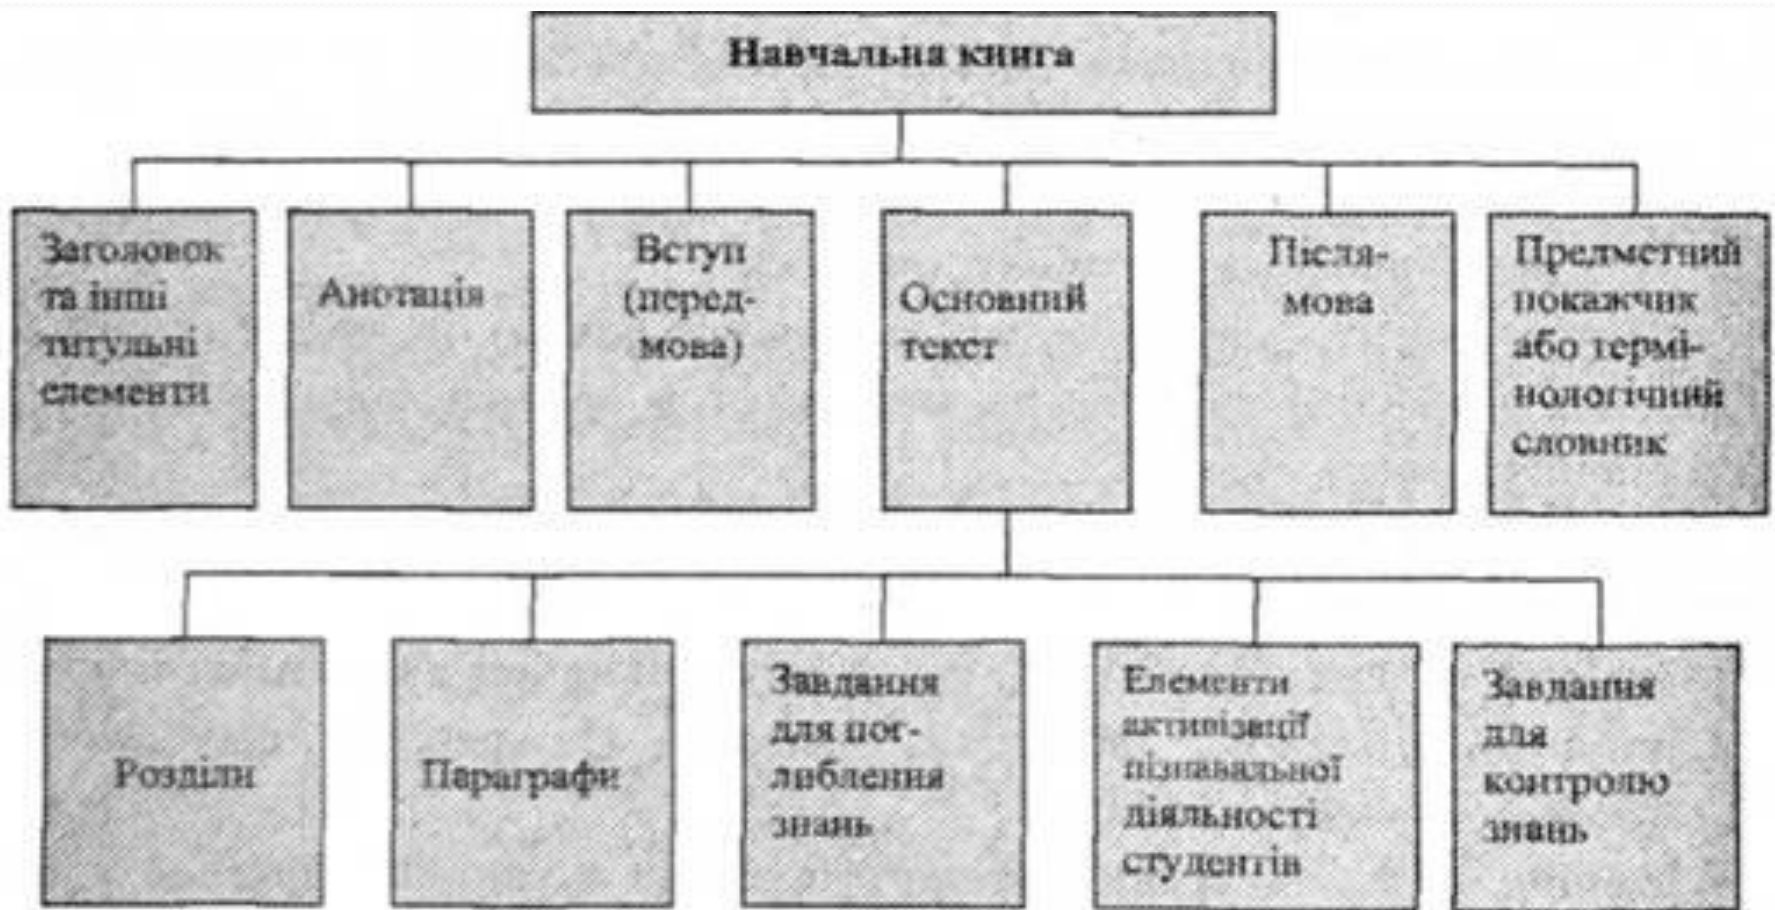 Навчальна книга
Заголовок
та інші
титульні
елементи
Анотація
Вступ
(перед-
мова)
Основний
текст
Після-
мова
Предметний
покажчик
або термі-
нологічний
словник
Розділи
Параграфи
Завдання
для пог-
либлення
знань
Елементи
активізації
пізнавальної
діяльності
студентів
Завдання
для
контролю
знань